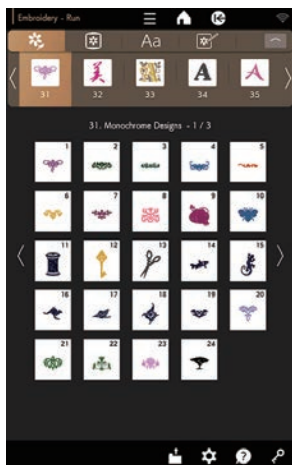 Embroidery - Run
Aa
31 32 33 34 35
31. Monochrome Designs - 1 / 3
1 2 3 4 5
6 7 8 9 10
11 12 13 14 15
16 17 18 19 20
21 22 23 24